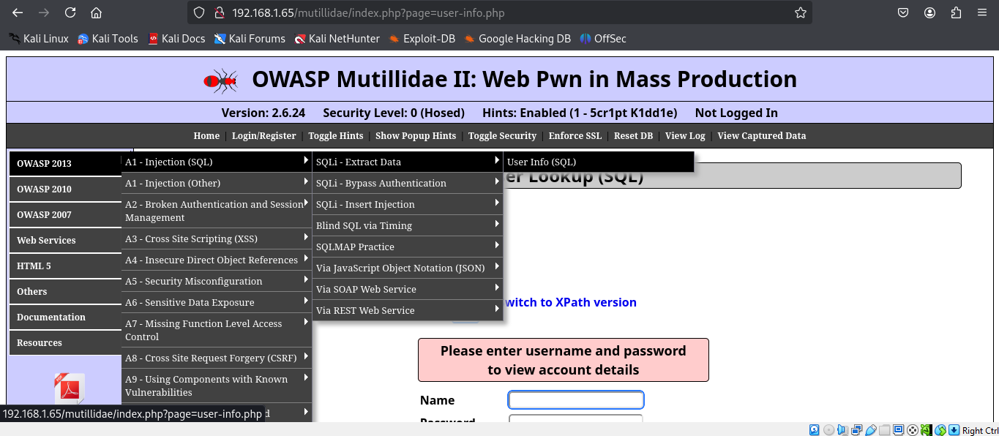 192.168.1.65/mutillidae/index.php?page=user-info.php
Kali Linux Kali Tools Kali Docs Kali Forums Kali NetHunter Exploit-DB Google Hacking DB OffSec
OWASP Mutillidae II: Web Pwn in Mass Production
Version: 2.6.24 Security Level: 0 (Hosed) Hints: Enabled (1 - 5cr1pt K1dd1e) Not Logged In
Home | Login/Register | Toggle Hints | Show Popup Hints | Toggle Security | Enforce SSL | Reset DB | View Log | View Captured Data
OWASP 2013
OWASP 2010
OWASP 2007
Web Services
HTML 5
Others
Documentation
Resources
A1 - Injection (SQL)
A1 - Injection (Other)
A2 - Broken Authentication and Session
Management
A3 - Cross Site Scripting (XSS)
A4 - Insecure Direct Object References
A5 - Security Misconfiguration
A6 - Sensitive Data Exposure
A7 - Missing Function Level Access
Control
A8 - Cross Site Request Forgery (CSRF)
A9 - Using Components with Known
Vulnerabilities
SQLi - Extract Data
SQLi - Bypass Authentication
SQLi - Insert Injection
Blind SQL via Timing
SQLMAP Practice
Via JavaScript Object Notation (JSON)
Via SOAP Web Service
Via REST Web Service
User Info (SQL)
er Lookup (SQL)
witch to XPath version
Please enter username and password
to view account details
Name
Password
192.168.1.65/mutillidae/index.php?page=user-info.php
Right Ctrl